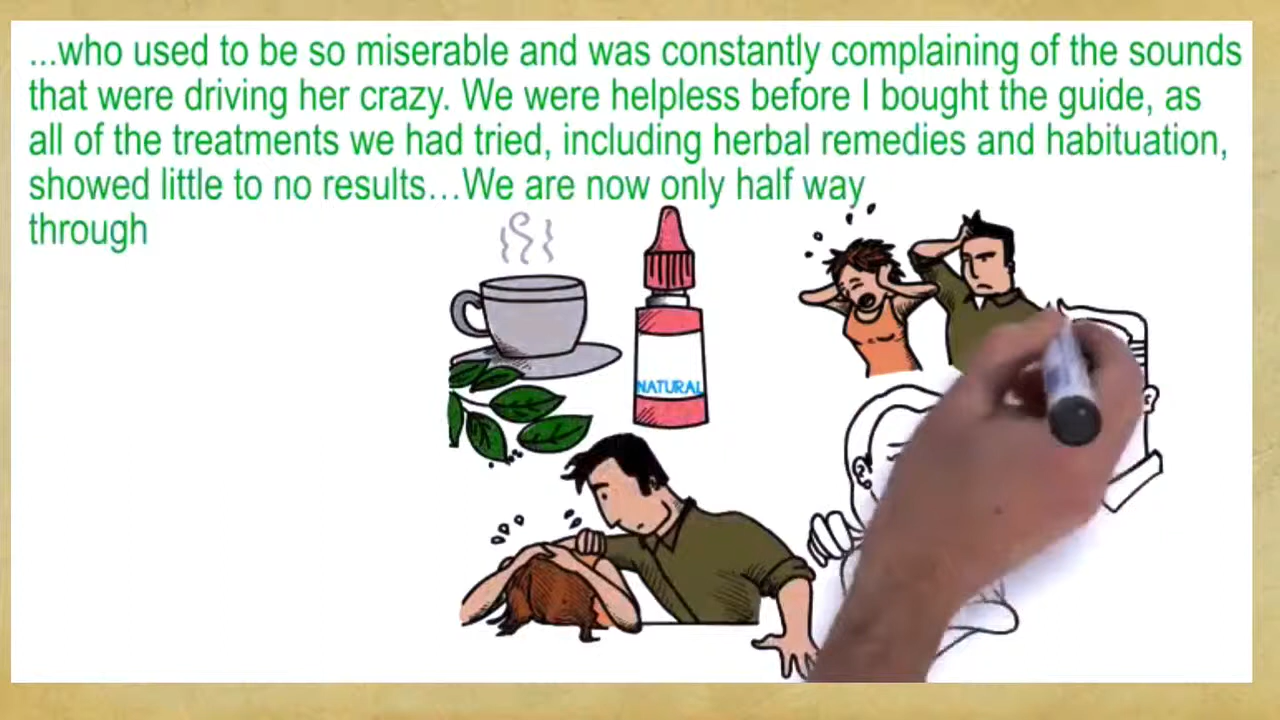 ...who used to be so miserable and was constantly complaining of the sounds
that were driving her crazy. We were helpless before I bought the guide, as
all of the treatments we had tried, including herbal remedies and habituation,
showed little to no results...We are now only half way
through
NATURAL